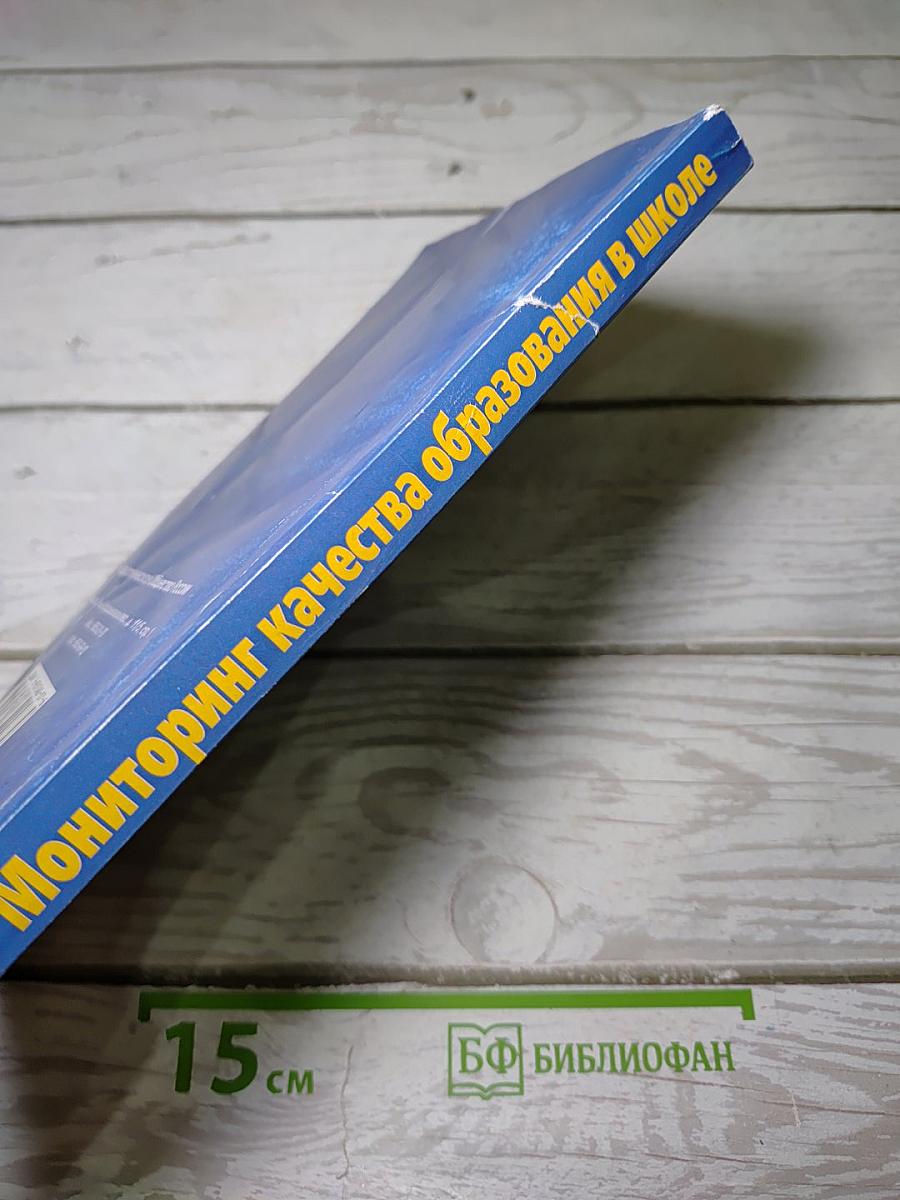 Мониторинг качества образования в школе
15 см
БФ БИБЛИОФАН